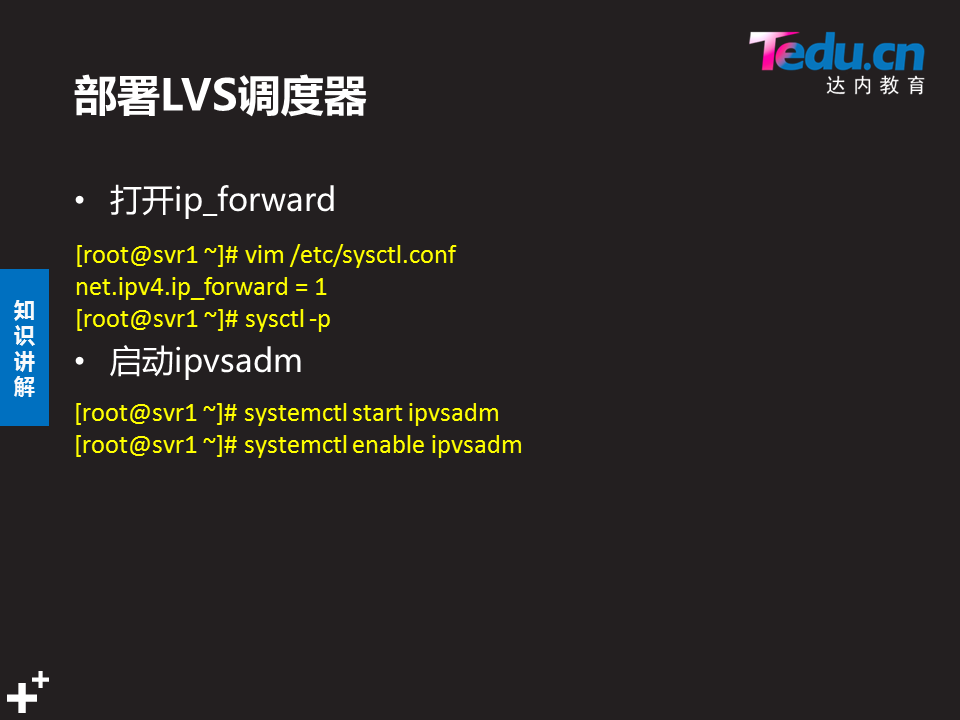 Tedu.cn
达内教育
部署LVS调度器
• 打开ip_forward
[root@svr1 ~]# vim /etc/sysctl.conf
net.ipv4.ip_forward = 1
[root@svr1 ~]# sysctl -p
• 启动ipvsadm
[root@svr1 ~]# systemctl start ipvsadm
[root@svr1 ~]# systemctl enable ipvsadm
知识讲解